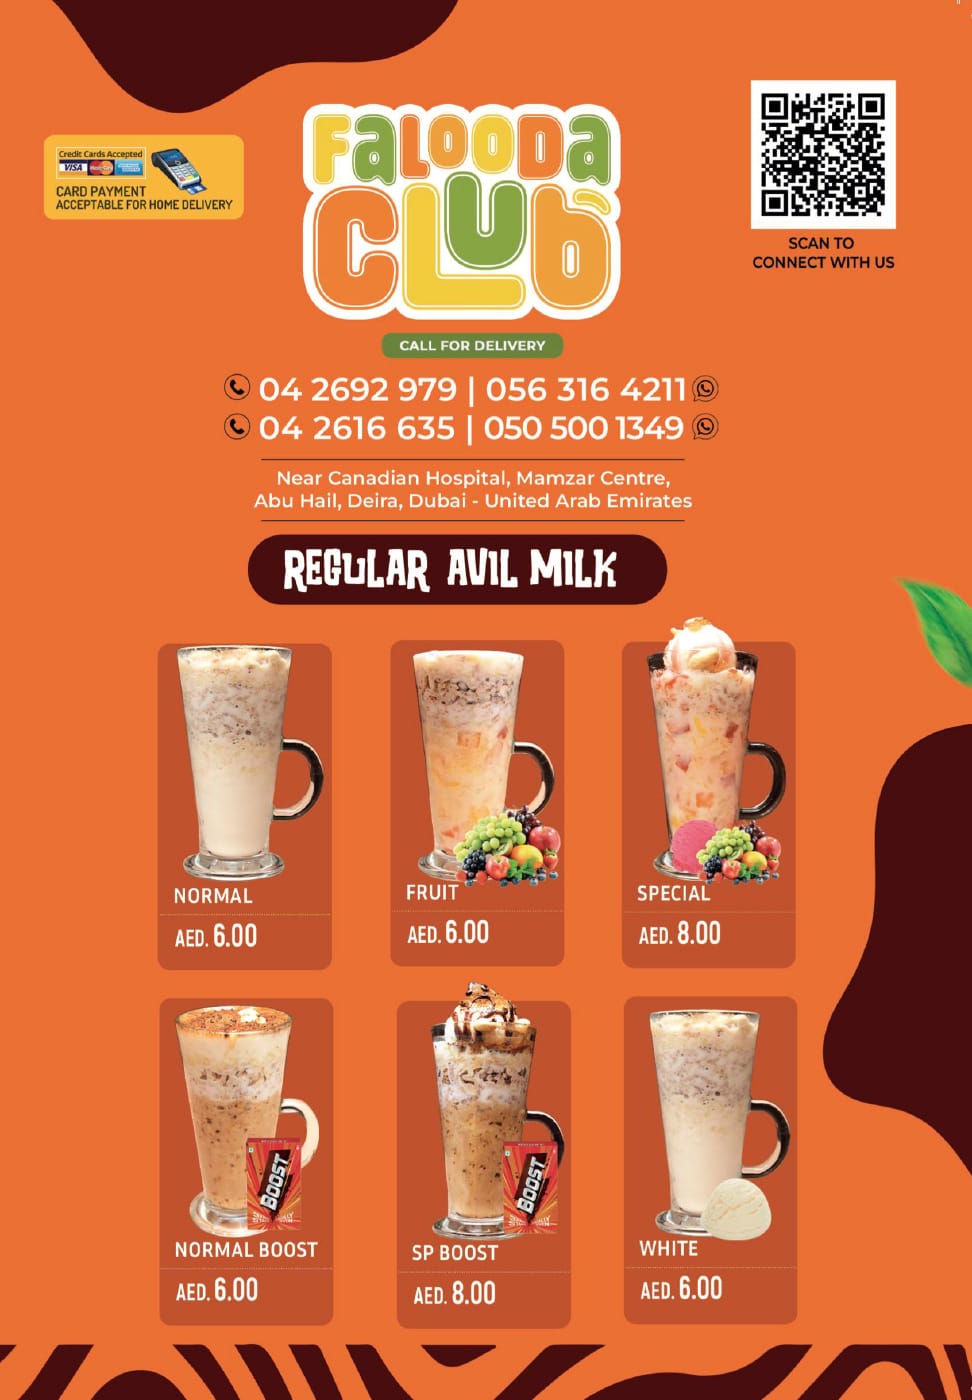 Credit Cards Accepted
VISA MasterCard
CARD PAYMENT
ACCEPTABLE FOR HOME DELIVERY
FALOODA
CLUB
SCAN TO
CONNECT WITH US
CALL FOR DELIVERY
04 2692 979 | 056 316 4211
04 2616 635 | 050 500 1349
Near Canadian Hospital, Mamzar Centre,
Abu Hail, Deira, Dubai - United Arab Emirates
REGULAR AVIL MILK
NORMAL
AED. 6.00
FRUIT
AED. 6.00
SPECIAL
AED. 8.00
BOOST
NORMAL BOOST
AED. 6.00
BOOST
SP BOOST
AED. 8.00
WHITE
AED. 6.00